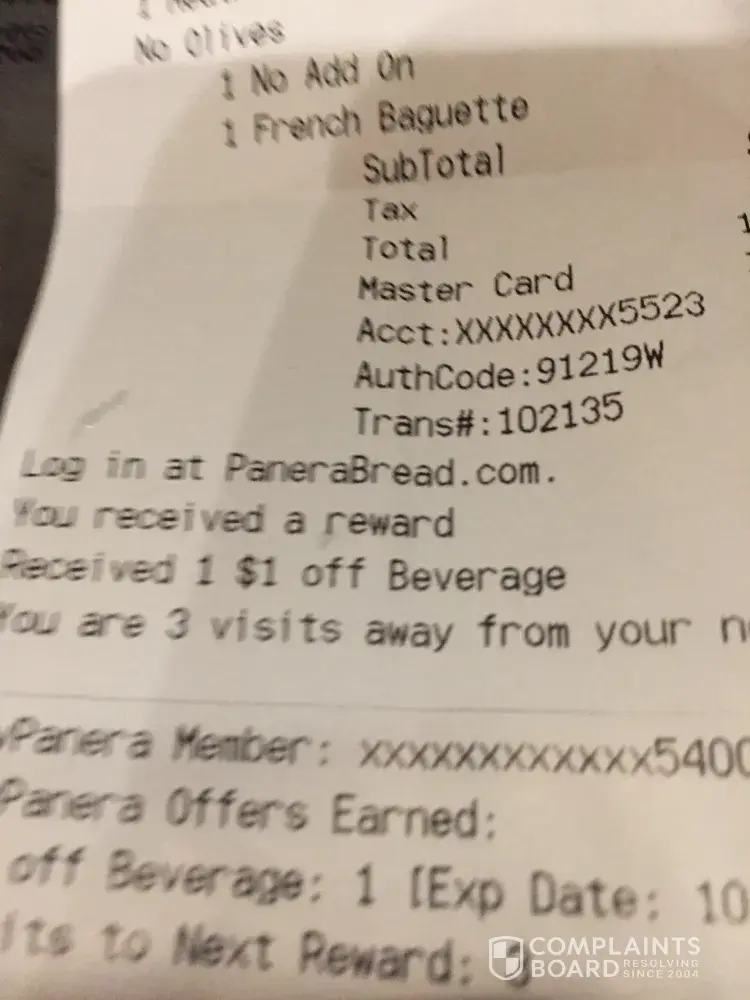 No Olives
1 No Add On
1 French Baguette
SubTotal
Tax
Total
Master Card
Acct:XXXXXXXX5523
AuthCode:91219W
Trans#:102135
Log in at PaneraBread.com.
You received a reward
Received 1 $1 off Beverage
You are 3 visits away from your
yPanera Member: xxxxxxxxxxxx5400
Panera Offers Earned:
off Beverage: 1 [Exp Date: 10
its to Next Reward:
COMPLAINTS
BOARD RESOLVING
SINCE 2004